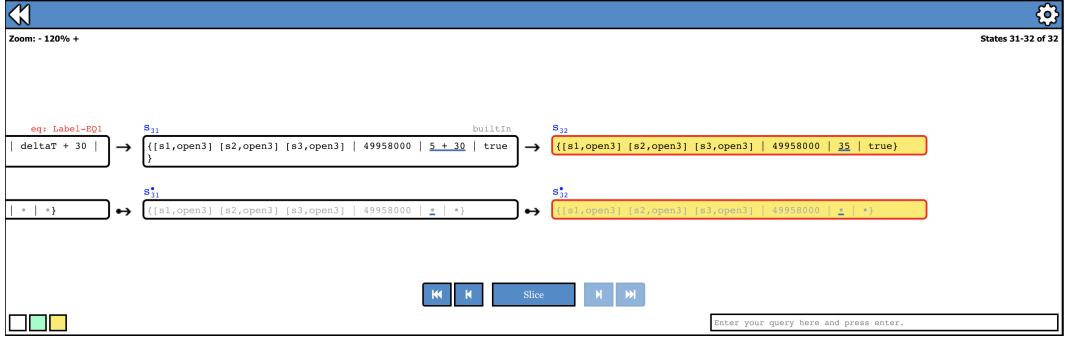 Zoom: - 120% +
States 31-32 of 32
eq: Label-EQ1
| deltaT + 30 |
S31
builtIn
{[s1,open3] [s2,open3] [s3,open3] | 49958000 | 5 + 30 | true
}
S32
{[s1,open3] [s2,open3] [s3,open3] | 49958000 | 35 | true}
| • | •}
S•31
{[s1,open3] [s2,open3] [s3,open3] | 49958000 | • | •}
S•32
{[s1,open3] [s2,open3] [s3,open3] | 49958000 | • | •}
Slice
Enter your query here and press enter.